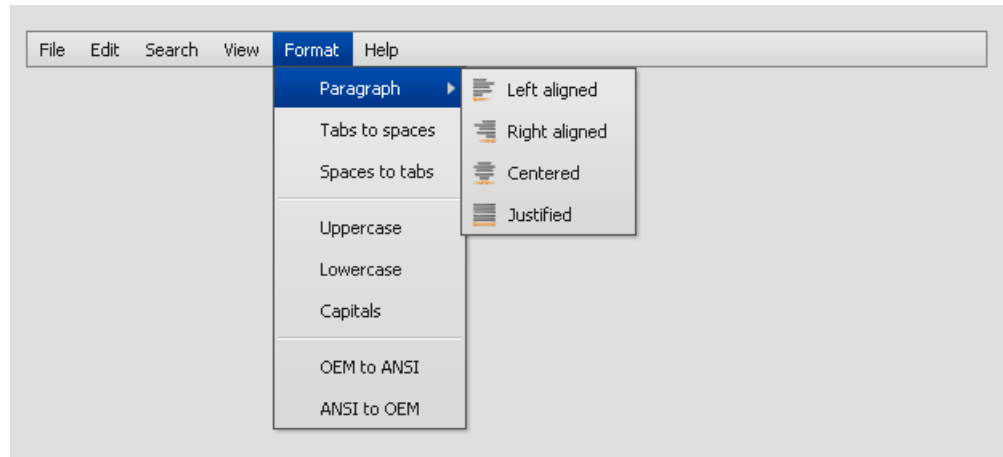 File Edit Search View Format Help
Paragraph
Tabs to spaces
Spaces to tabs
Uppercase
Lowercase
Capitals
OEM to ANSI
ANSI to OEM
Left aligned
Right aligned
Centered
Justified